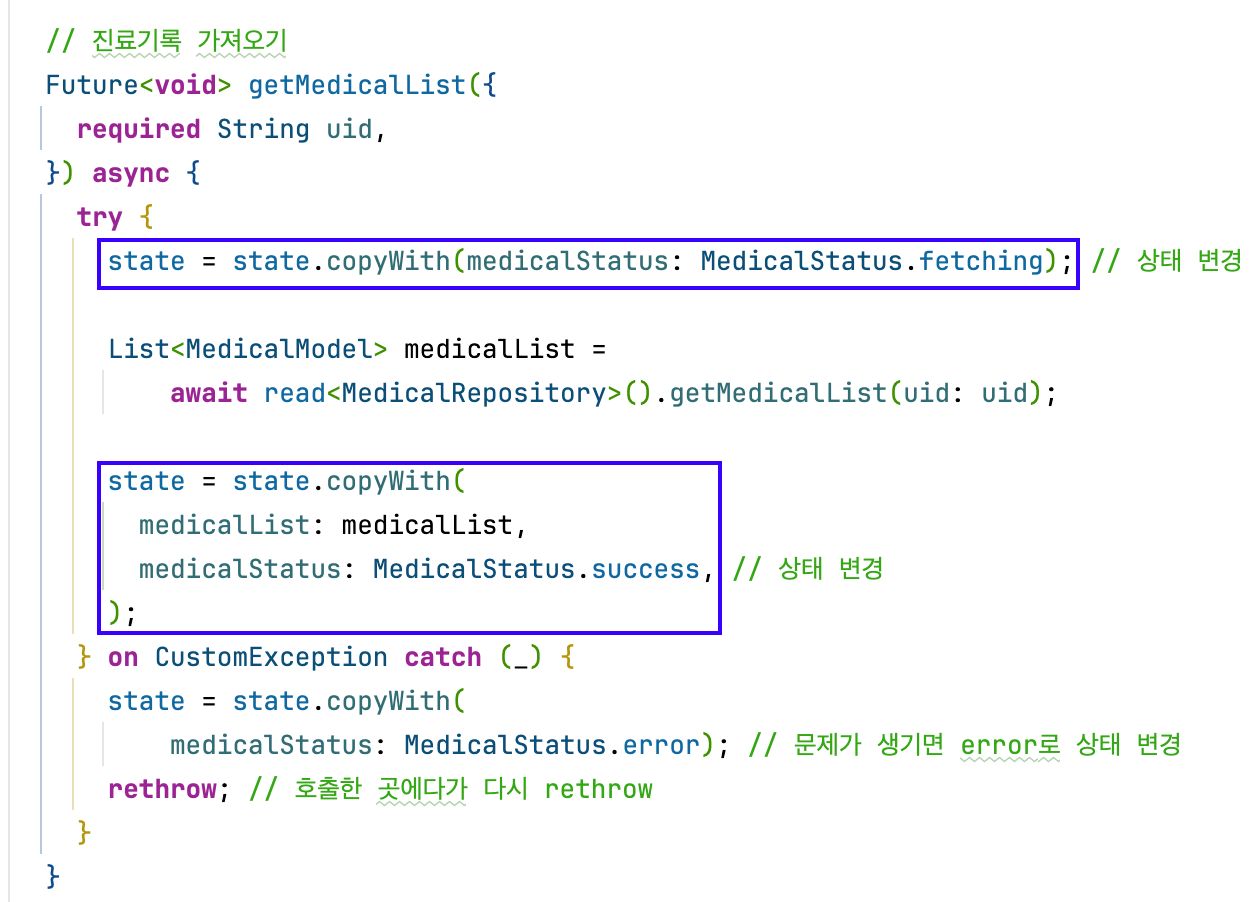 // 진료기록 가져오기
Future<void> getMedicalList({
  required String uid,
}) async {
  try {
    state = state.copyWith(medicalStatus: MedicalStatus.fetching); // 상태 변경
    List<MedicalModel> medicalList =
        await read<MedicalRepository>().getMedicalList(uid: uid);
    state = state.copyWith(
      medicalList: medicalList,
      medicalStatus: MedicalStatus.success, // 상태 변경
    );
  } on CustomException catch (_) {
    state = state.copyWith(
        medicalStatus: MedicalStatus.error); // 문제가 생기면 error로 상태 변경
    rethrow; // 호출한 곳에다가 다시 rethrow
  }
}